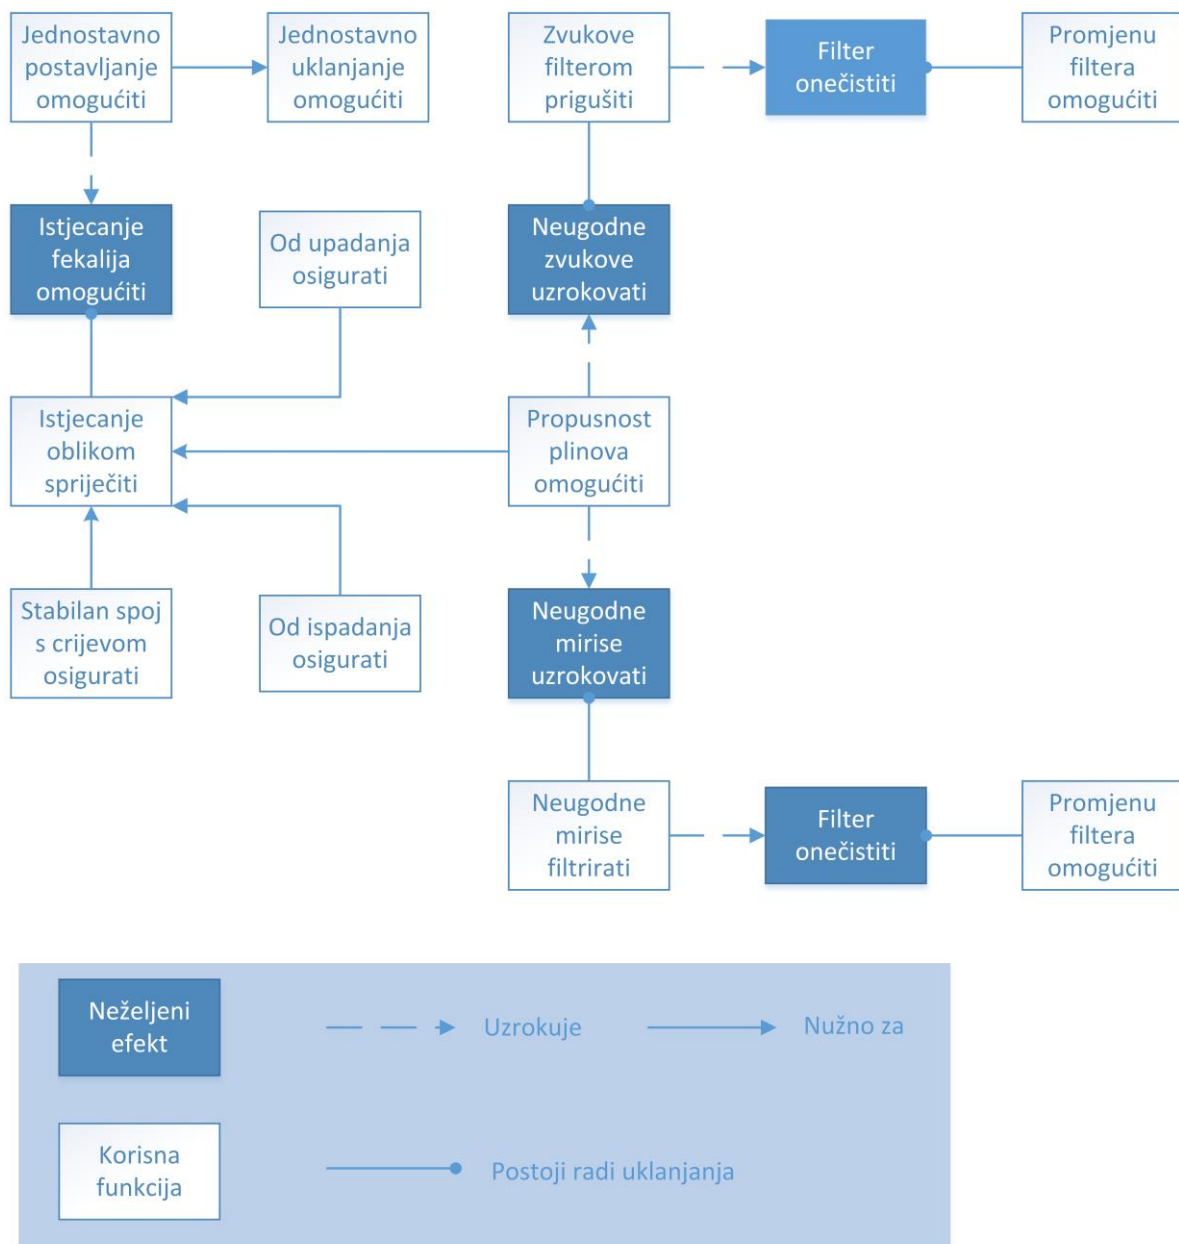 Jednostavno
postavljanje
omogućiti
Jednostavno
uklanjanje
omogućiti
Zvukove
filterom
prigušiti
Filter
onečistiti
Promjenu
filtera
omogućiti
Istjecanje
fekalija
omogućiti
Od upadanja
osigurati
Neugodne
zvukove
uzrokovati
Istjecanje
oblikom
spriječiti
Propusnost
plinova
omogućiti
Stabilan spoj
s crijevom
osigurati
Od ispadanja
osigurati
Neugodne
mirise
uzrokovati
Neugodne
mirise
filtrirati
Filter
onečistiti
Promjenu
filtera
omogućiti
Neželjeni
efekt
Uzrokuje
Nužno za
Korisna
funkcija
Postoji radi uklanjanja